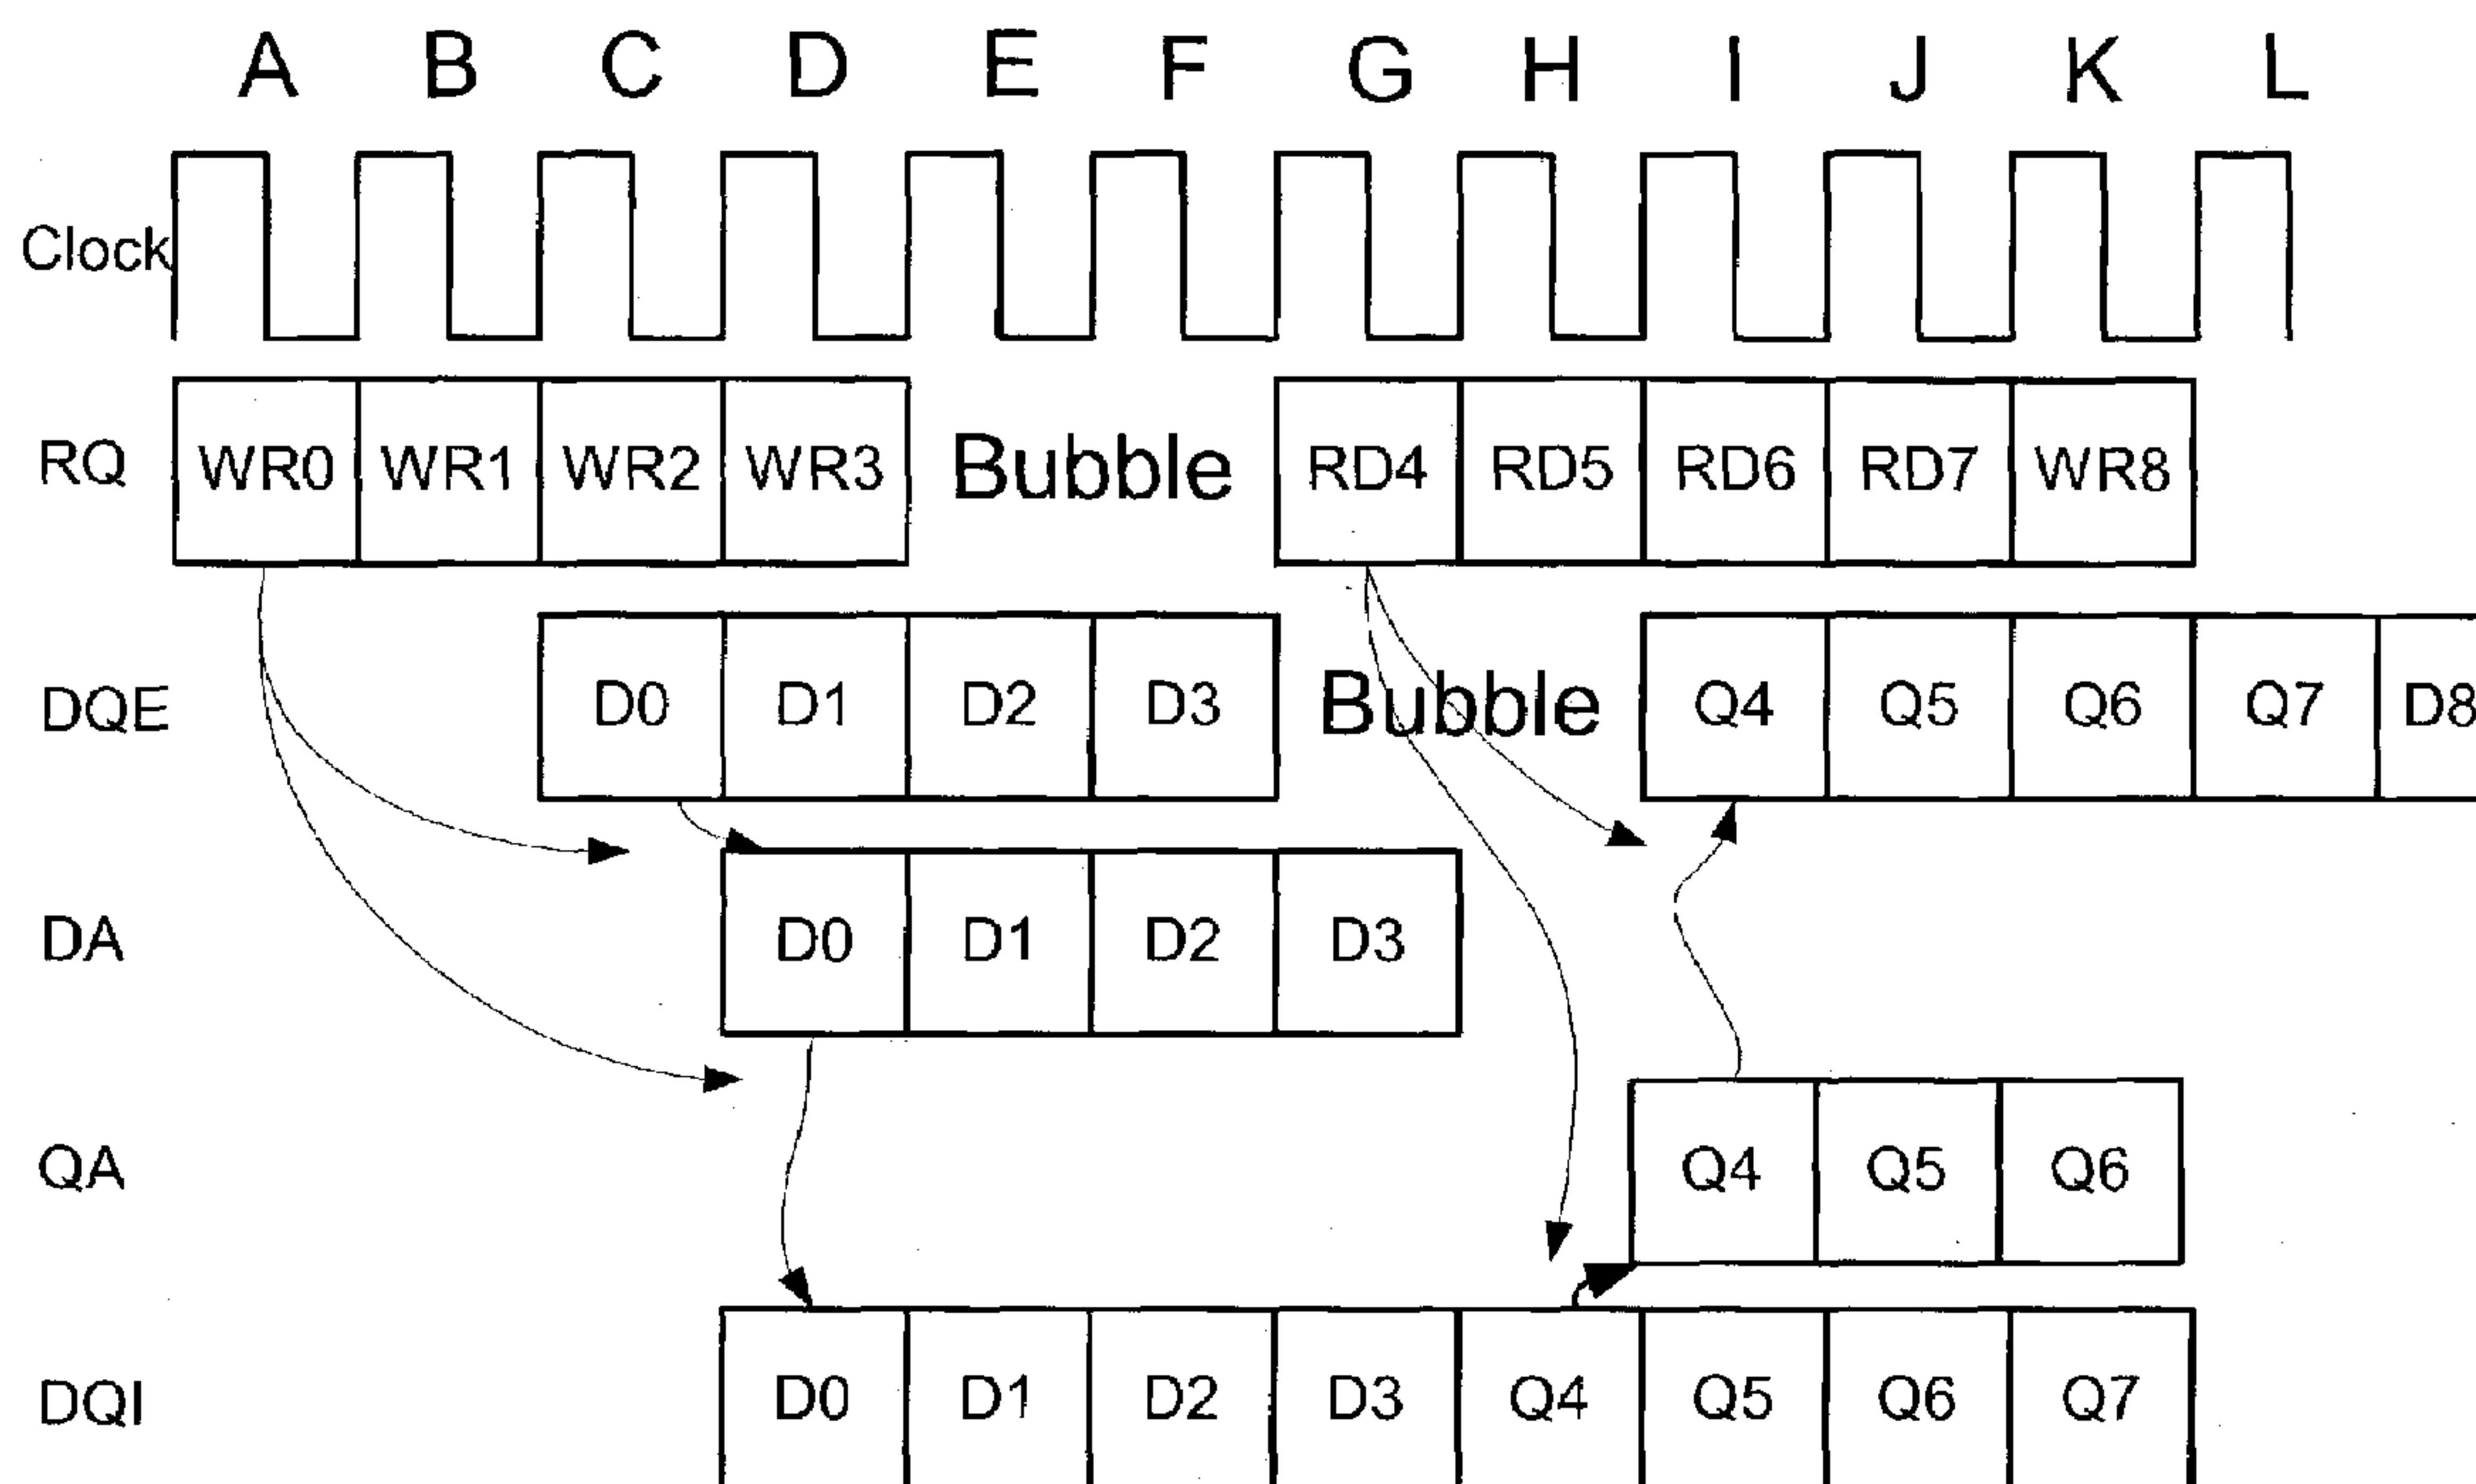 A B C D E F G H I J K L
Clock
RQ WR0 WR1 WR2 WR3 Bubble RD4 RD5 RD6 RD7 WR8
DQE D0 D1 D2 D3 Bubble Q4 Q5 Q6 Q7 D8
DA D0 D1 D2 D3
QA Q4 Q5 Q6
DQI D0 D1 D2 D3 Q4 Q5 Q6 Q7